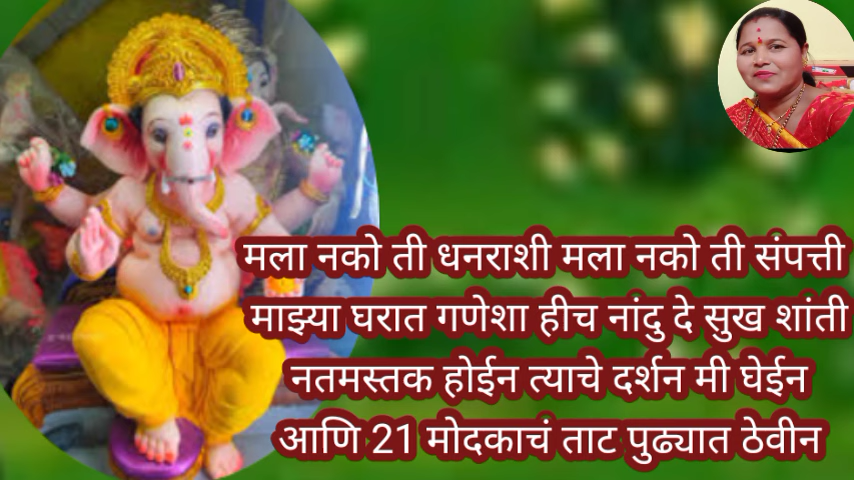 मला नको ती धनराशी मला नको ती संपत्ती
माझ्या घरात गणेशा हीच नांदु दे सुख शांती
नतमस्तक होईन त्याचे दर्शन मी घेईन
आणि 21 मोदकाचं ताट पुढ्यात ठेवीन